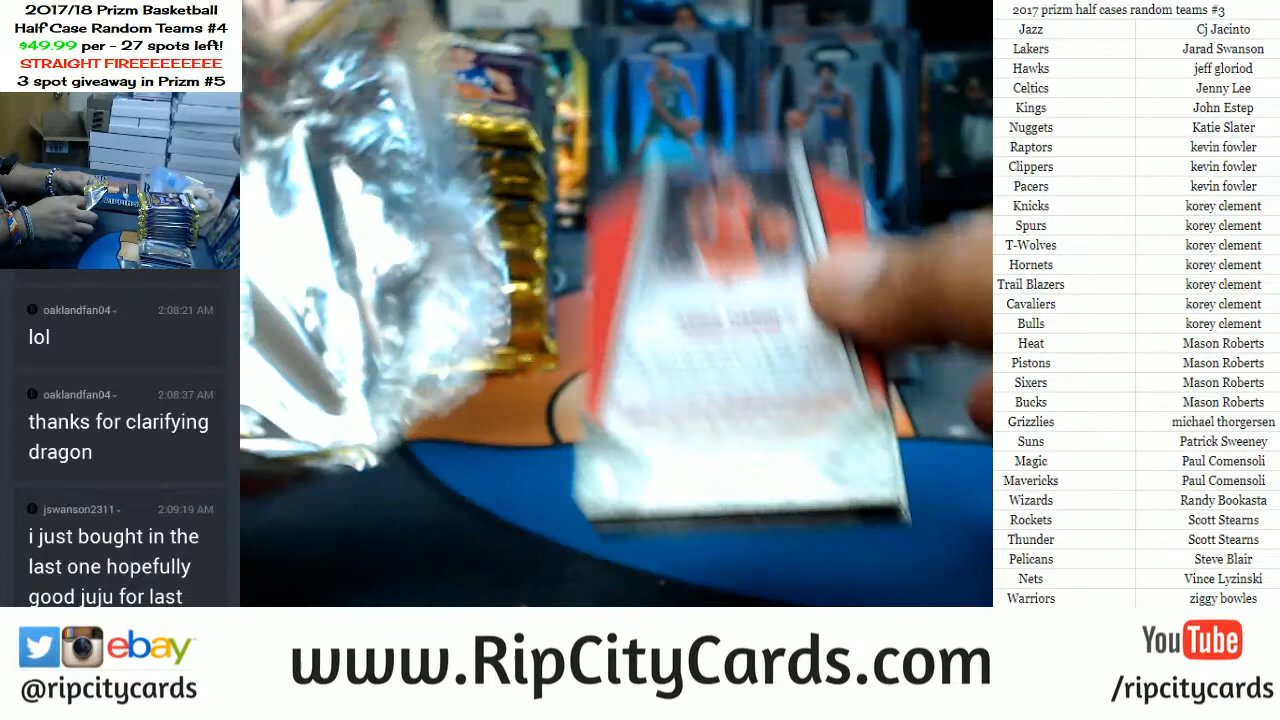 2017/18 Prizm Basketball
Half Case Random Teams #4
$49.99 per - 27 spots left!
STRAIGHT FIREEEEEEEEE
3 spot giveaway in Prizm #5
oaklandfan04 2:08:21 AM
lol
oaklandfan04 2:08:37 AM
thanks for clarifying
dragon
jswanson2311 2:09:19 AM
i just bought in the
last one hopefully
good juju for last
2017 prizm half cases random teams #3
Jazz Cj Jacinto
Lakers Jarad Swanson
Hawks jeff gloriod
Celtics Jenny Lee
Kings John Estep
Nuggets Katie Slater
Raptors kevin fowler
Clippers kevin fowler
Pacers kevin fowler
Knicks korey clement
Spurs korey clement
T-Wolves korey clement
Hornets korey clement
Trail Blazers korey clement
Cavaliers korey clement
Bulls korey clement
Heat Mason Roberts
Pistons Mason Roberts
Sixers Mason Roberts
Bucks Mason Roberts
Grizzlies michael thorgersen
Suns Patrick Sweeney
Magic Paul Comensoli
Mavericks Paul Comensoli
Wizards Randy Bookasta
Rockets Scott Stearns
Thunder Scott Stearns
Pelicans Steve Blair
Nets Vince Lyzinski
Warriors ziggy bowles
ebay
@ripcitycards
www.RipCityCards.com
YouTube
/ripcitycards